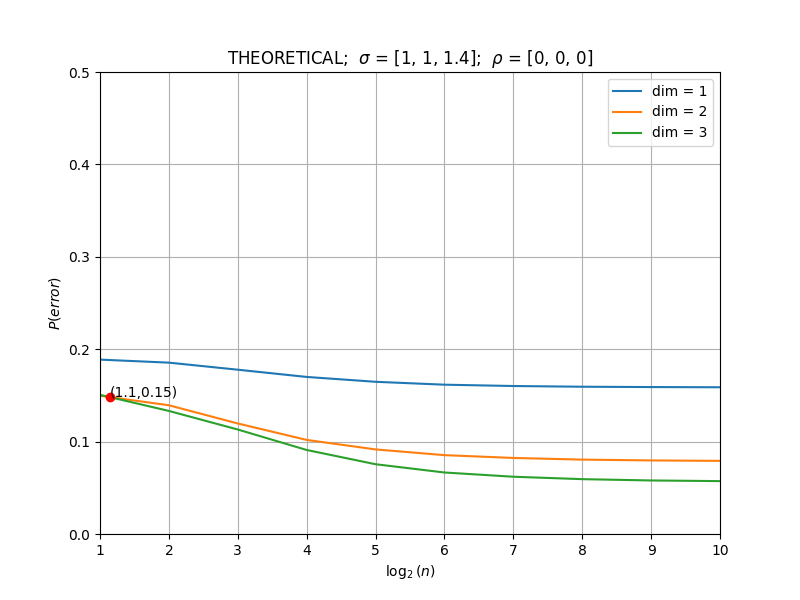 THEORETICAL; σ = [1, 1, 1.4]; ρ = [0, 0, 0]
dim = 1
dim = 2
dim = 3
0.5
0.4
0.3
0.2
0.1
0.0
P(error)
(1.1,0.15)
1 2 3 4 5 6 7 8 9 10
log₂(n)